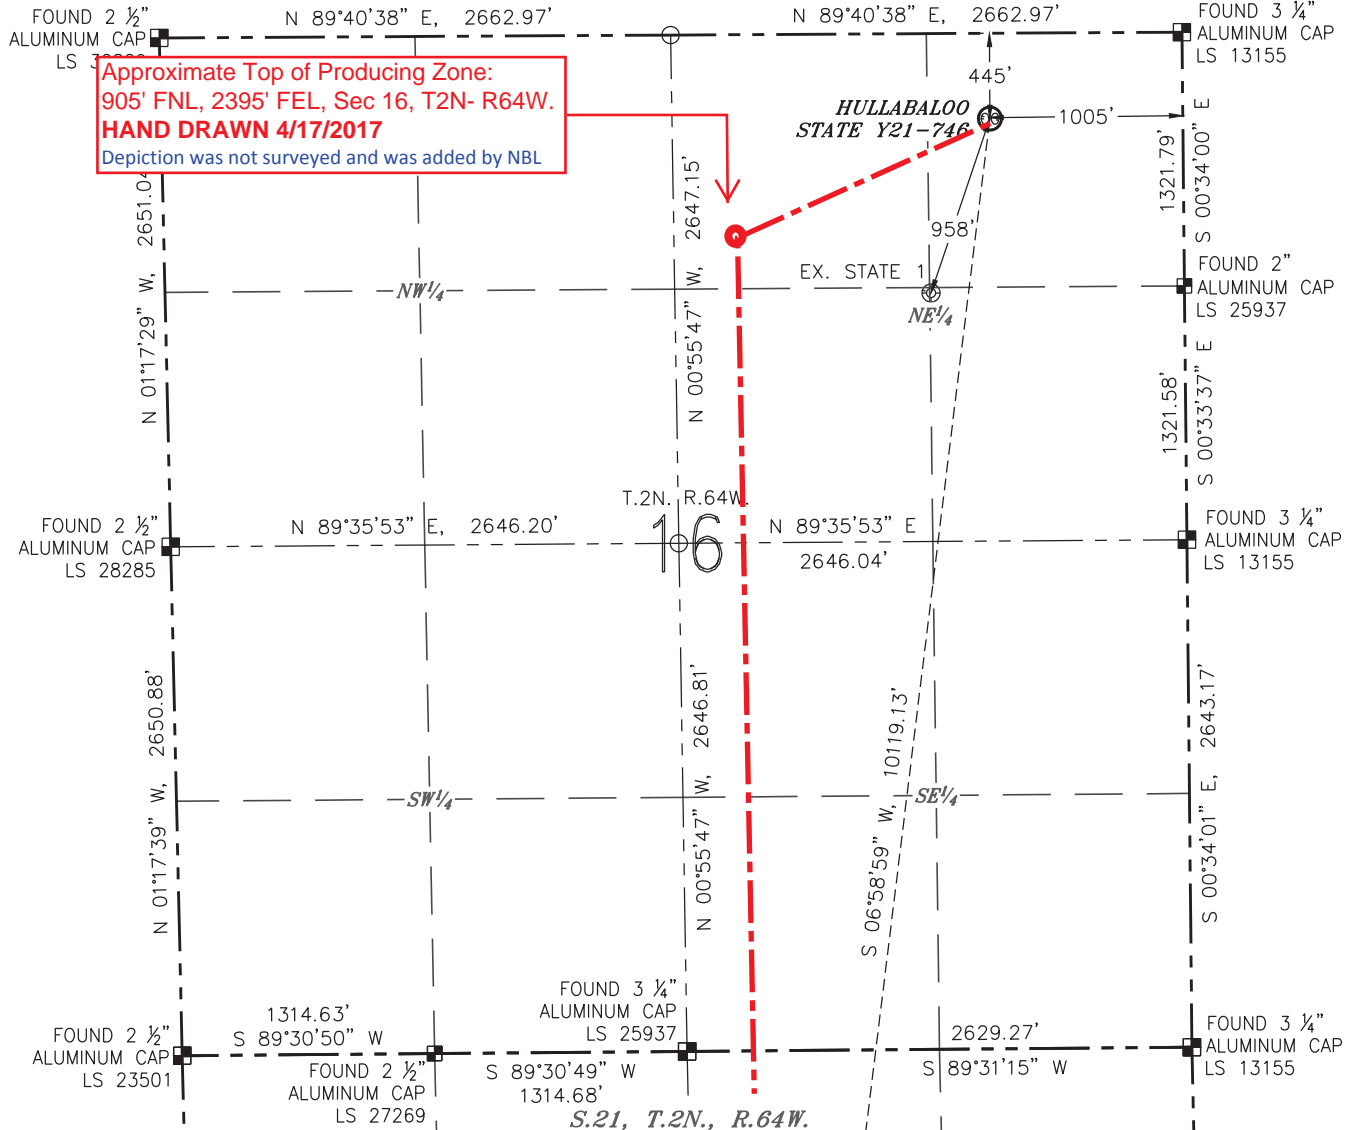 FOUND 2 ½"
ALUMINUM CAP
LS
N 89°40'38" E, 2662.97'
N 89°40'38" E, 2662.97'
FOUND 3 ¼"
ALUMINUM CAP
LS 13155
Approximate Top of Producing Zone:
905' FNL, 2395' FEL, Sec 16, T2N- R64W.
HAND DRAWN 4/17/2017
Depiction was not surveyed and was added by NBL
445'
HULLABALOO
STATE Y21-746
1005'
958'
EX. STATE 1
N 01°17'29" W, 2651.04'
N 00°55'47" W, 2647.15'
1321.79'
S 00°34'00" E
FOUND 2"
ALUMINUM CAP
LS 25937
NW¼
NE¼
1321.58'
S 00°33'37" E
T.2N. R.64W.
16
FOUND 2 ½"
ALUMINUM CAP
LS 28285
N 89°35'53" E, 2646.20'
N 89°35'53" E
2646.04'
FOUND 3 ¼"
ALUMINUM CAP
LS 13155
N 01°17'39" W, 2650.88'
N 00°55'47" W, 2646.81'
S 06°58'59" W, 10119.13'
S 00°34'01" E, 2643.17'
SW¼
SE¼
FOUND 2 ½"
ALUMINUM CAP
LS 23501
1314.63'
S 89°30'50" W
FOUND 2 ½"
ALUMINUM CAP
LS 27269
FOUND 3 ¼"
ALUMINUM CAP
LS 25937
S 89°30'49" W
1314.68'
2629.27'
S 89°31'15" W
FOUND 3 ¼"
ALUMINUM CAP
LS 13155
S.21, T.2N., R.64W.